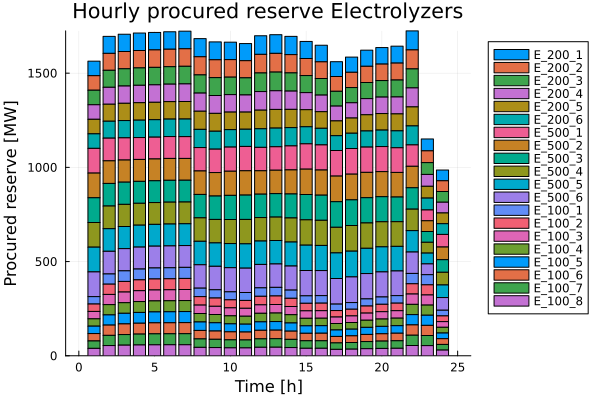 Hourly procured reserve Electrolyzers
Procured reserve [MW]
1500
1000
500
0
0 5 10 15 20 25
Time [h]
E_200_1
E_200_2
E_200_3
E_200_4
E_200_5
E_200_6
E_500_1
E_500_2
E_500_3
E_500_4
E_500_5
E_500_6
E_100_1
E_100_2
E_100_3
E_100_4
E_100_5
E_100_6
E_100_7
E_100_8